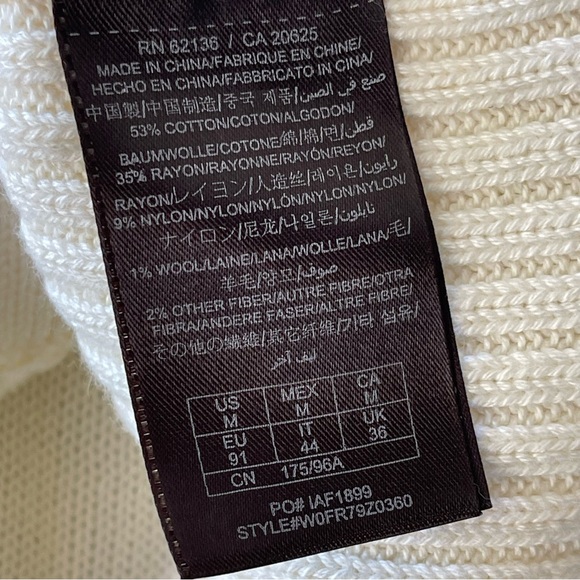 RN 62136 / CA 20625
MADE IN CHINA/FABRIQUE EN CHINE/
HECHO EN CHINA/FABBRICATO IN CINA/
中国製/中国制造/중국 제품/صنع في الصين
53% COTTON/COTON/ALGODON/
BAUMWOLLE/COTONE/綿/棉/면/قطن
35% RAYON/RAYONNE/RAYÓN/REYON/
RAYON/レイヨン/人造丝/레이온/رايون
9% NYLON/NYLON/NYLON/NYLON/NYLON/
ナイロン/尼龙/나일론/نايلون
1% WOOL/LAINE/LANA/WOLLE/LANA/毛/
羊毛/양모/صوف
2% OTHER FIBER/AUTRE FIBRE/OTRA
FIBRA/ANDERE FASER/ALTRE FIBRE/
その他の繊維/其它纤维/기타 섬유/
ليف آخر
US MEX CA
M M M
EU IT UK
91 44 36
CN 175/96A
PO# IAF1899
STYLE#W0FR79Z0360